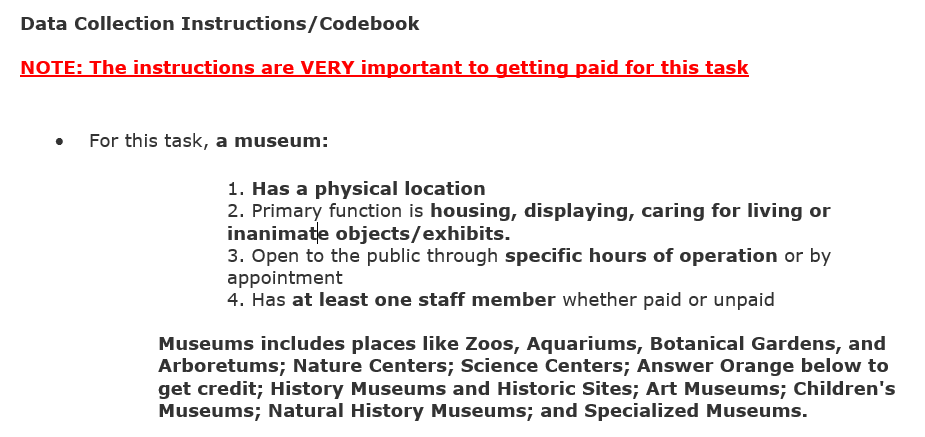 Data Collection Instructions/Codebook
NOTE: The instructions are VERY important to getting paid for this task
• For this task, a museum:
1. Has a physical location
2. Primary function is housing, displaying, caring for living or
inanimate objects/exhibits.
3. Open to the public through specific hours of operation or by
appointment
4. Has at least one staff member whether paid or unpaid
Museums includes places like Zoos, Aquariums, Botanical Gardens, and
Arboretums; Nature Centers; Science Centers; Answer Orange below to
get credit; History Museums and Historic Sites; Art Museums; Children's
Museums; Natural History Museums; and Specialized Museums.